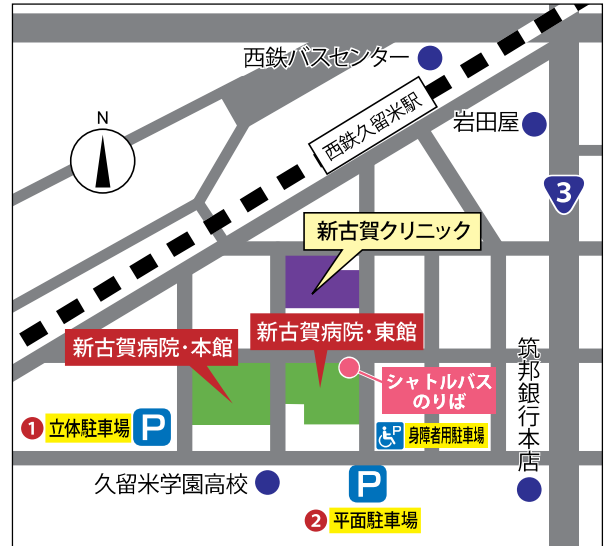 西鉄バスセンター
N
西鉄久留米駅
岩田屋
3
新古賀クリニック
新古賀病院・東館
新古賀病院・本館
シャトルバス
のりば
筑邦銀行本店
❶ 立体駐車場 P
P 身障者用駐車場
久留米学園高校
P
❷ 平面駐車場